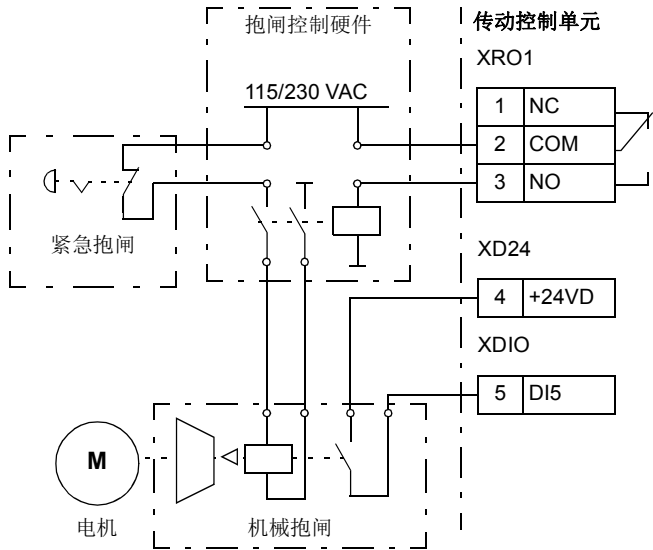 抱闸控制硬件
传动控制单元
XRO1
115/230 VAC
1 NC
2 COM
3 NO
紧急抱闸
XD24
4 +24VD
XDIO
5 DI5
M
电机
机械抱闸